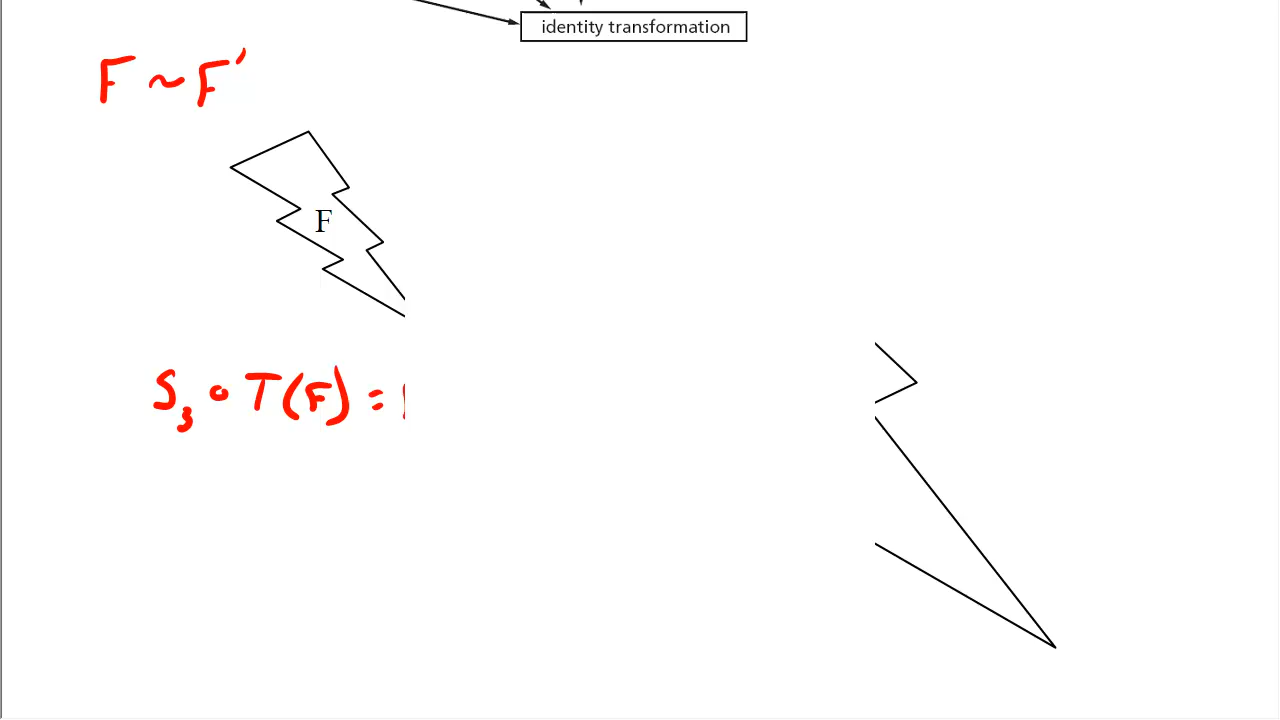 identity transformation
F ~ F'
F
S₃ ∘ T(F) =